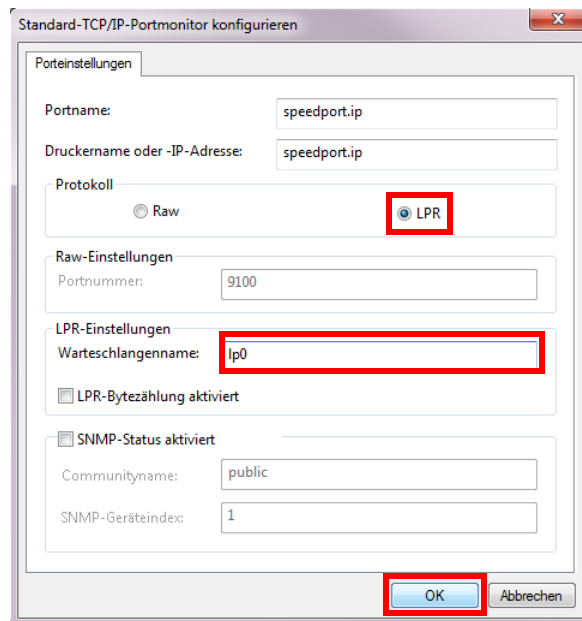 Standard-TCP/IP-Portmonitor konfigurieren
Porteinstellungen
Portname: speedport.ip
Druckername oder -IP-Adresse: speedport.ip
Protokoll
Raw LPR
Raw-Einstellungen
Portnummer: 9100
LPR-Einstellungen
Warteschlangenname: lp0
LPR-Bytezählung aktiviert
SNMP-Status aktiviert
Communityname: public
SNMP-Geräteindex: 1
OK Abbrechen